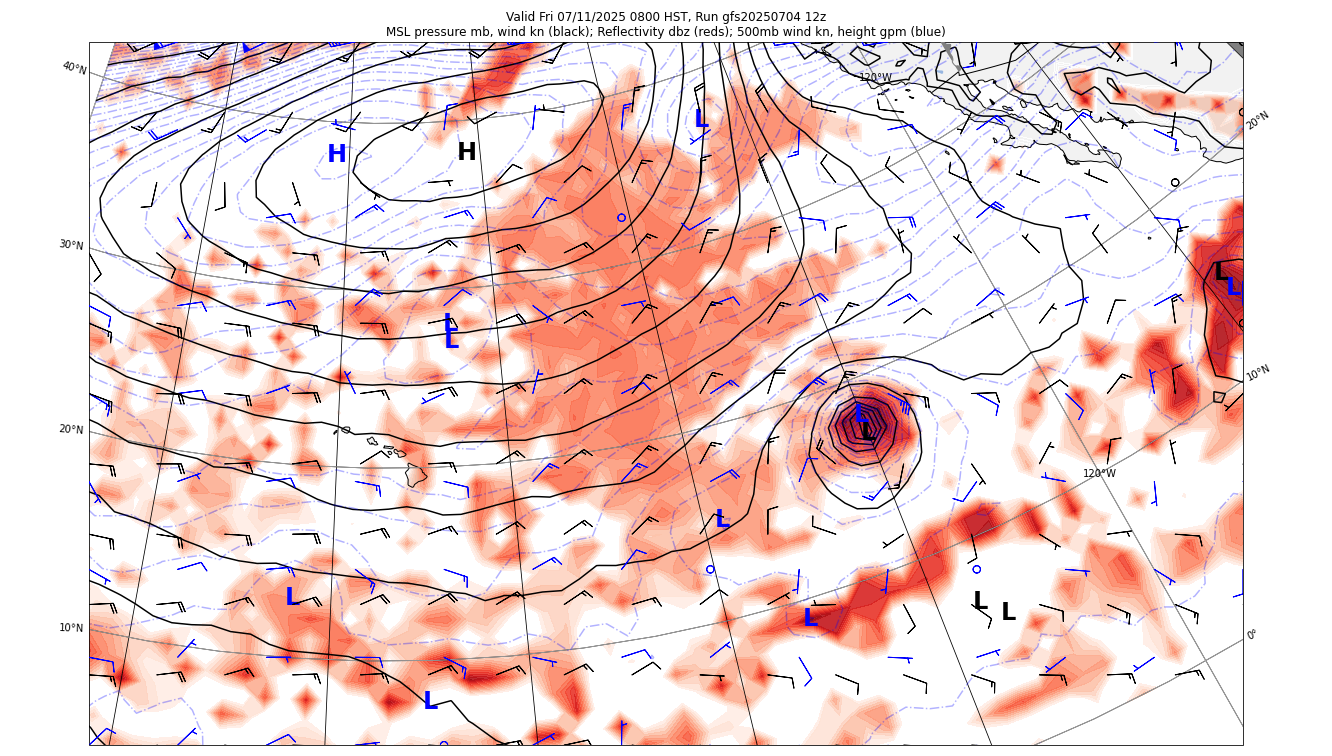 Valid Fri 07/11/2025 0800 HST, Run gfs20250704 12z
MSL pressure mb, wind kn (black); Reflectivity dbz (reds); 500mb wind kn, height gpm (blue)
40°N
120°W
20°N
L
H
H
30°N
L
L
L
L
10°N
L
L
L
20°N
120°W
L
L
L
L
L
10°N
0°
L